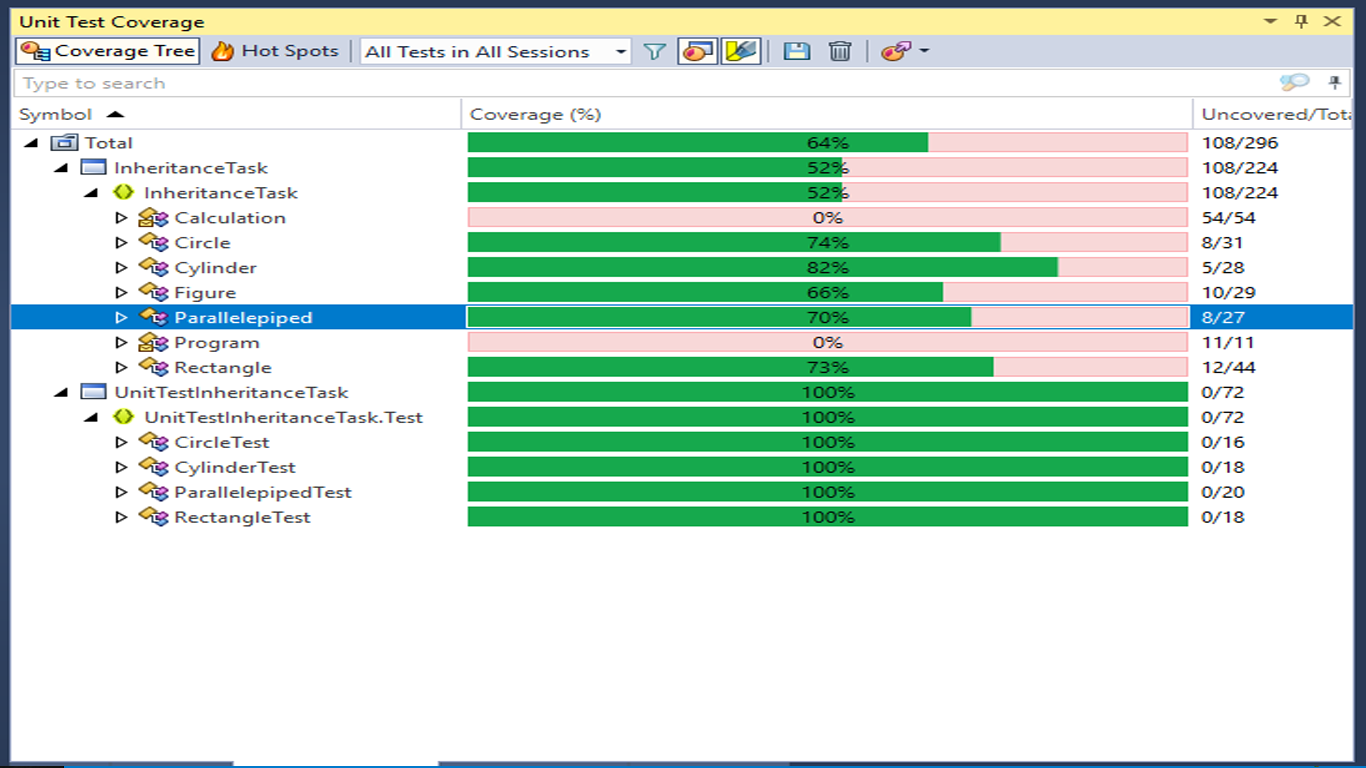 Unit Test Coverage
Coverage Tree Hot Spots All Tests in All Sessions
Type to search
Symbol Coverage (%) Uncovered/Tota
Total 64% 108/296
InheritanceTask 52% 108/224
InheritanceTask 52% 108/224
Calculation 0% 54/54
Circle 74% 8/31
Cylinder 82% 5/28
Figure 66% 10/29
Parallelepiped 70% 8/27
Program 0% 11/11
Rectangle 73% 12/44
UnitTestInheritanceTask 100% 0/72
UnitTestInheritanceTask.Test 100% 0/72
CircleTest 100% 0/16
CylinderTest 100% 0/18
ParallelepipedTest 100% 0/20
RectangleTest 100% 0/18